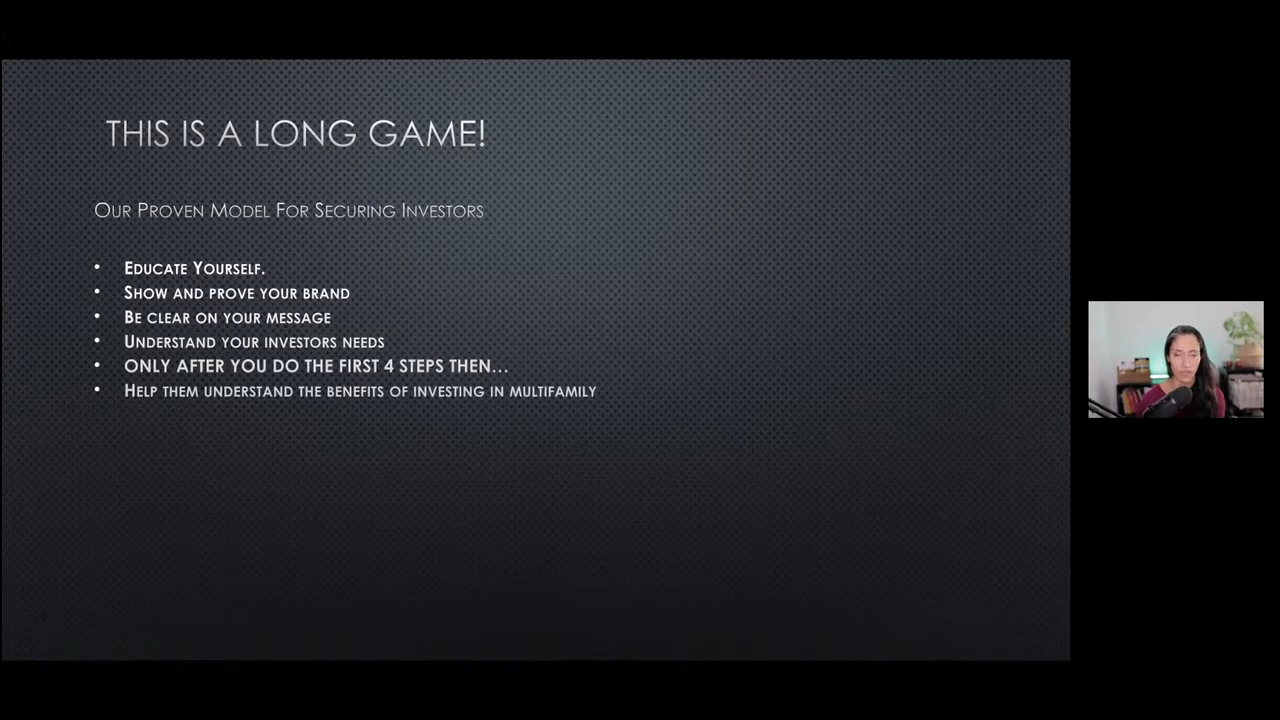 THIS IS A LONG GAME!
Our Proven Model For Securing Investors
• Educate Yourself.
• Show and prove your brand
• Be clear on your message
• Understand your investors needs
• ONLY AFTER YOU DO THE FIRST 4 STEPS THEN…
• Help them understand the benefits of investing in multifamily